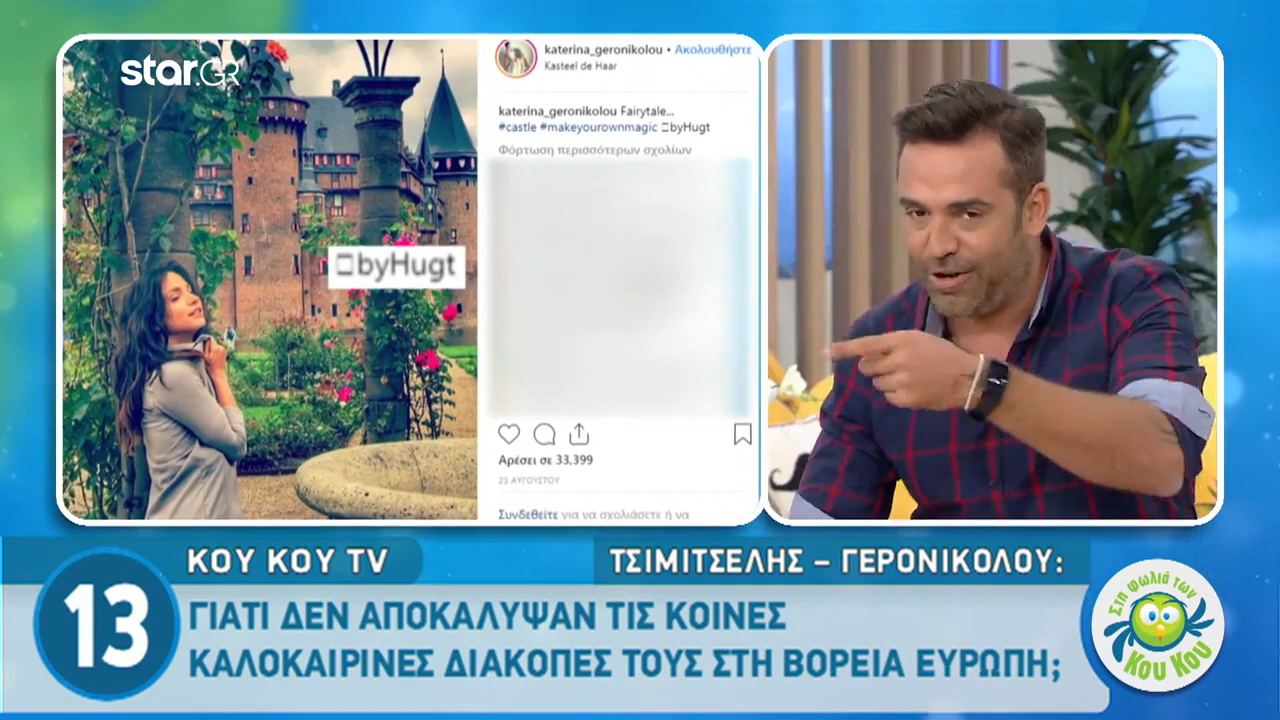 star.GR
katerina_geronikolou • Ακολουθήστε
Kasteel de Haar
katerina_geronikolou Fairytale...
#castle #makeyourownmagic □byHugt
Φόρτωση περισσότερων σχολίων
□byHugt
Αρέσει σε 33,399
23 ΑΥΓΟΥΣΤΟΥ
Συνδεθείτε για να σχολιάσετε ή να
ΚΟΥ ΚΟΥ TV
ΤΣΙΜΙΤΣΕΛΗΣ – ΓΕΡΟΝΙΚΟΛΟΥ:
13
ΓΙΑΤΙ ΔΕΝ ΑΠΟΚΑΛΥΨΑΝ ΤΙΣ ΚΟΙΝΕΣ
ΚΑΛΟΚΑΙΡΙΝΕΣ ΔΙΑΚΟΠΕΣ ΤΟΥΣ ΣΤΗ ΒΟΡΕΙΑ ΕΥΡΩΠΗ;
Στη φωλιά των
Κου Κου